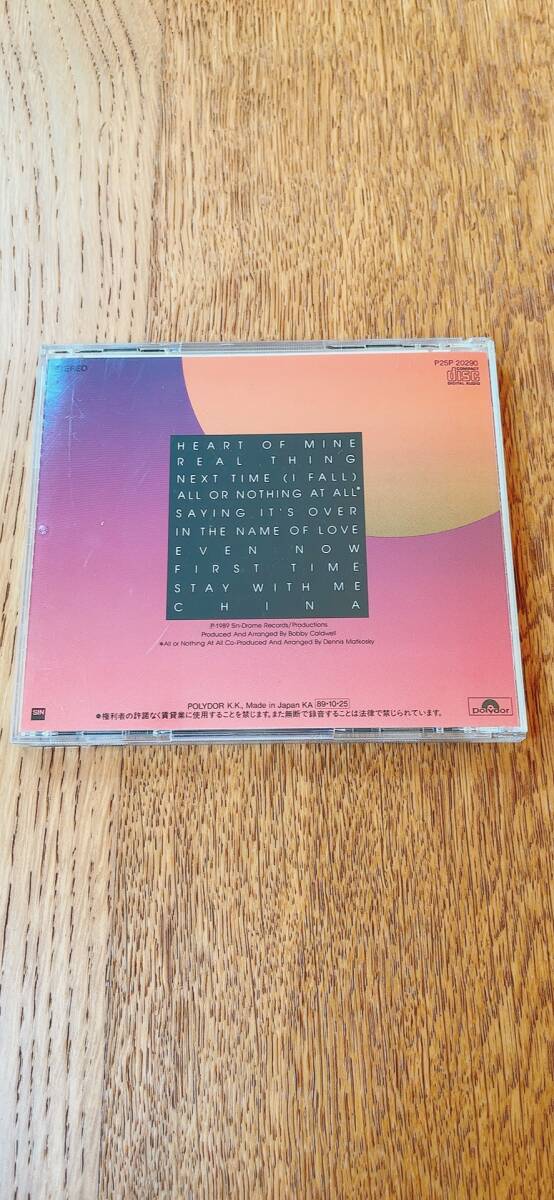 STEREO
P25P 20290
COMPACT
disc
DIGITAL AUDIO
HEART OF MINE
REAL THING
NEXT TIME (I FALL)
ALL OR NOTHING AT ALL*
SAYING IT'S OVER
IN THE NAME OF LOVE
EVEN NOW
FIRST TIME
STAY WITH ME
CHINA
℗1989 Sin-Drome Records/Productions
Produced And Arranged By Bobby Caldwell
*All or Nothing At All Co-Produced And Arranged By Dennis Matkosky
SIN
POLYDOR K.K., Made in Japan KA 89·10·25
●権利者の許諾なく賃貸業に使用することを禁じます。また無断で録音することは法律で禁じられています。
Polydor